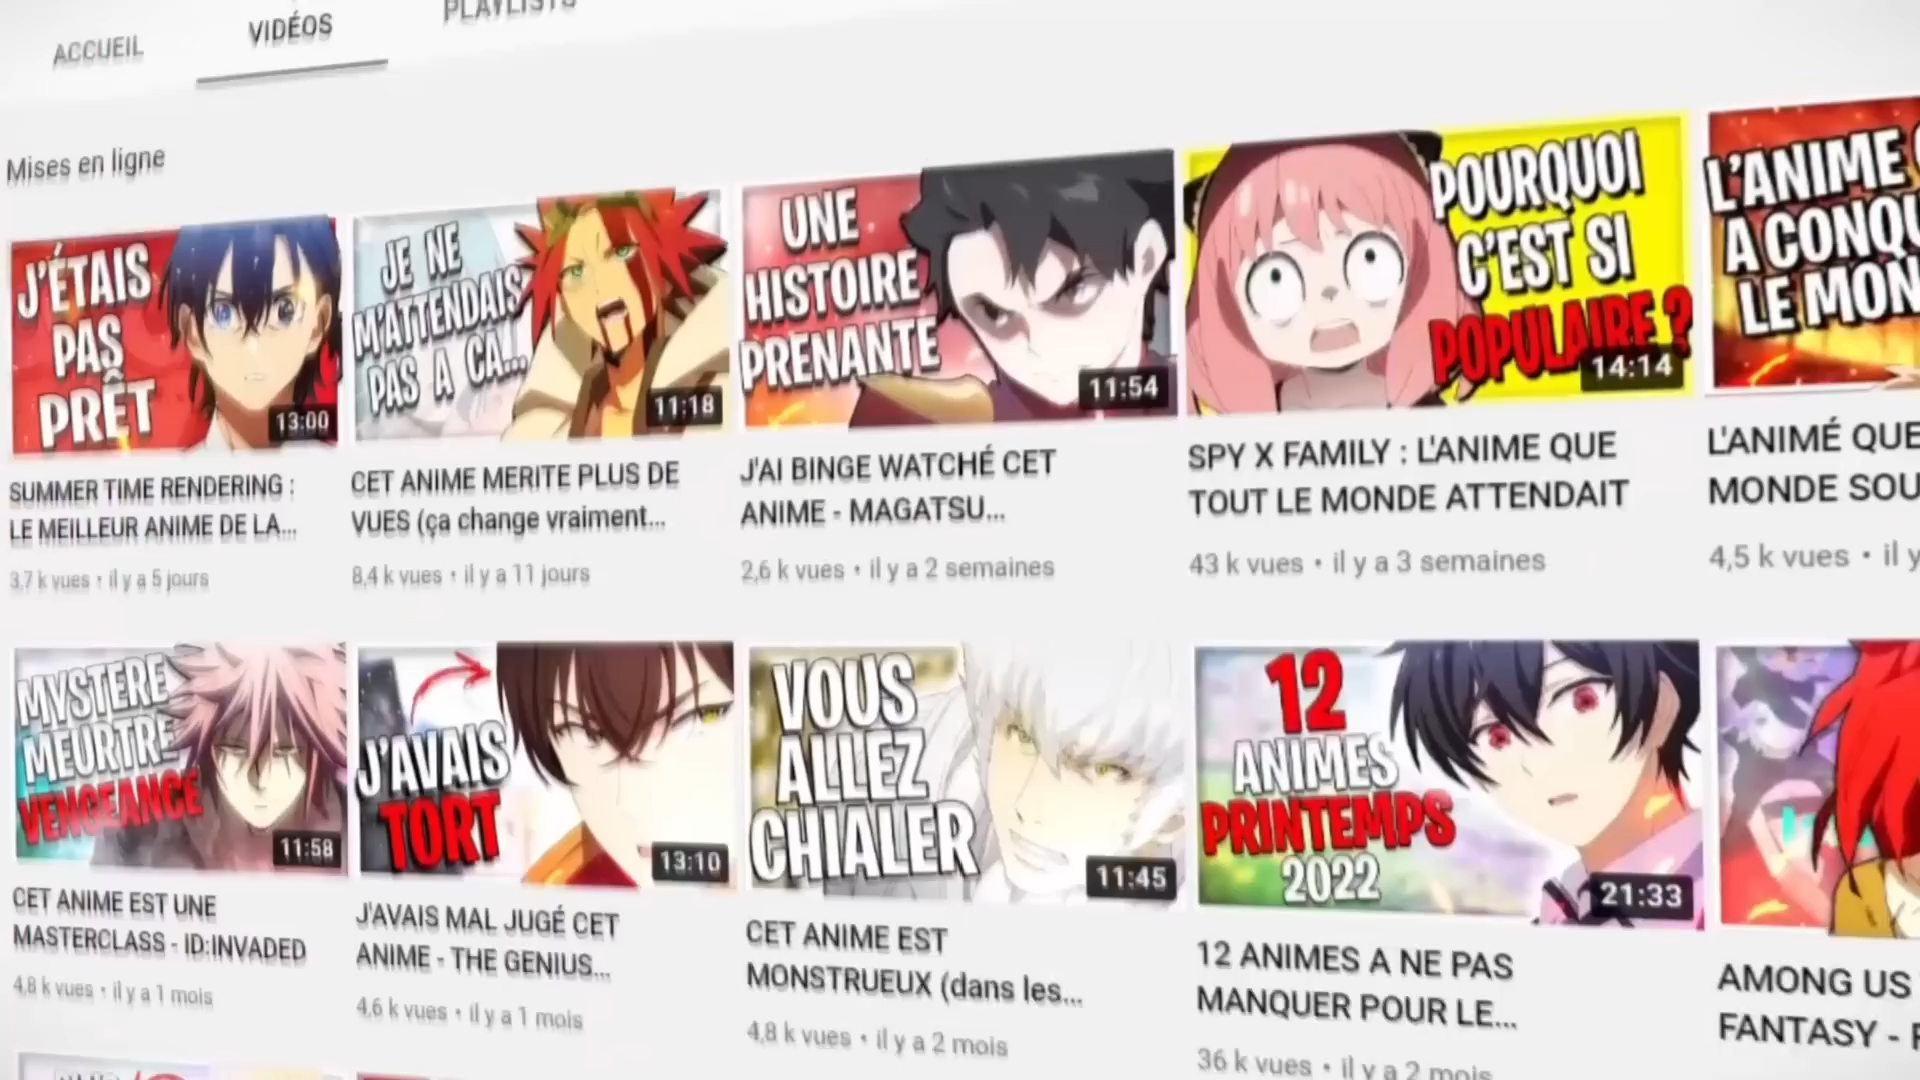 ACCUEIL
VIDÉOS
PLAYLISTS
Mises en ligne
J'ÉTAIS
PAS
PRÊT
13:00
SUMMER TIME RENDERING :
LE MEILLEUR ANIME DE LA...
3,7 k vues • il y a 5 jours
JE NE
M'ATTENDAIS
PAS A CA...
11:18
CET ANIME MERITE PLUS DE
VUES (ça change vraiment...
8,4 k vues • il y a 11 jours
UNE
HISTOIRE
PRENANTE
11:54
J'AI BINGE WATCHÉ CET
ANIME - MAGATSU...
2,6 k vues • il y a 2 semaines
POURQUOI
C'EST SI
POPULAIRE ?
14:14
SPY X FAMILY : L'ANIME QUE
TOUT LE MONDE ATTENDAIT
43 k vues • il y a 3 semaines
L'ANIME
A CONQU
LE MON
L'ANIMÉ QUE
MONDE SOU
4,5 k vues • il y
MYSTERE
MEURTRE
VENGEANCE
11:58
CET ANIME EST UNE
MASTERCLASS - ID:INVADED
4,8 k vues • il y a 1 mois
J'AVAIS
TORT
13:10
J'AVAIS MAL JUGÉ CET
ANIME - THE GENIUS...
4,6 k vues • il y a 1 mois
VOUS
ALLEZ
CHIALER
11:45
CET ANIME EST
MONSTRUEUX (dans les...
4,8 k vues • il y a 2 mois
12
ANIMES
PRINTEMPS
2022
21:33
12 ANIMES A NE PAS
MANQUER POUR LE...
36 k vues • il y a 2 mois
AMONG US
FANTASY -